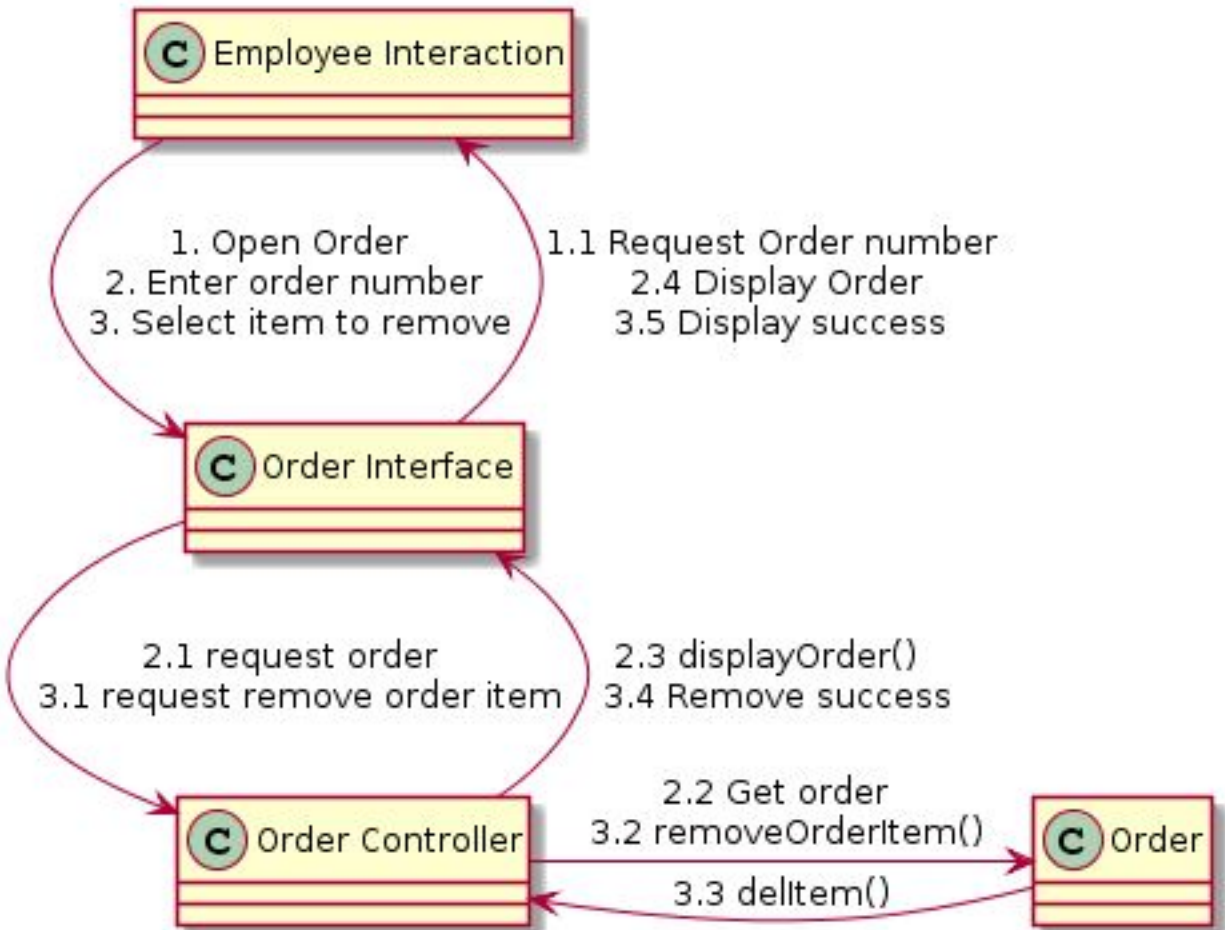 C Employee Interaction
1. Open Order
2. Enter order number
3. Select item to remove
1.1 Request Order number
2.4 Display Order
3.5 Display success
C Order Interface
2.1 request order
3.1 request remove order item
2.3 displayOrder()
3.4 Remove success
C Order Controller
2.2 Get order
3.2 removeOrderItem()
3.3 delItem()
C Order